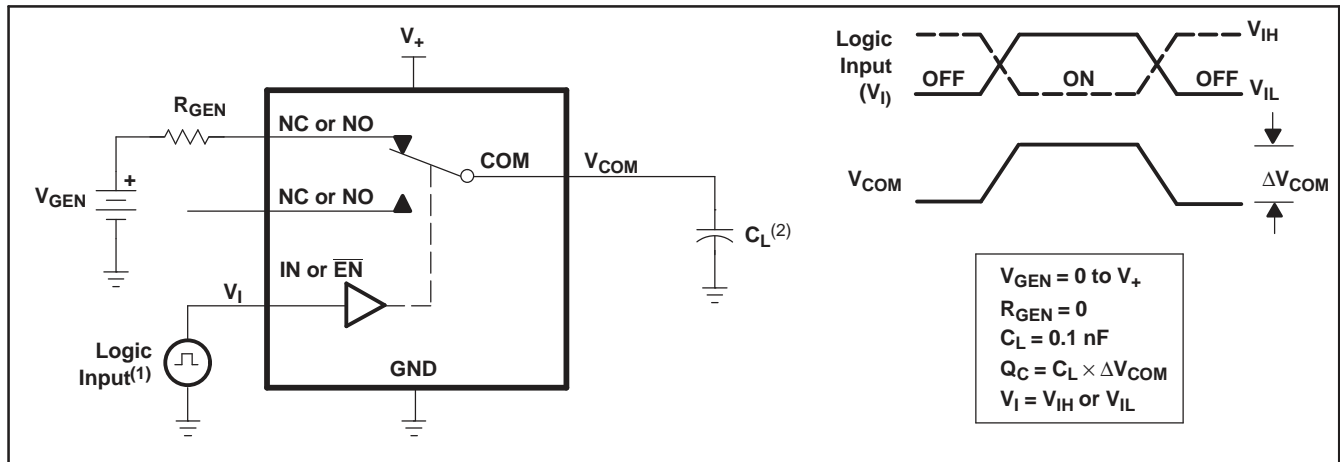 V+
RGEN
NC or NO
COM
VCOM
+
VGEN
NC or NO
CL(2)
IN or E̅N̅
VI
Logic
Input(1)
GND
Logic
Input
(VI)
OFF
ON
OFF
VIH
VIL
VCOM
ΔVCOM
VGEN = 0 to V+
RGEN = 0
CL = 0.1 nF
QC = CL × ΔVCOM
VI = VIH or VIL